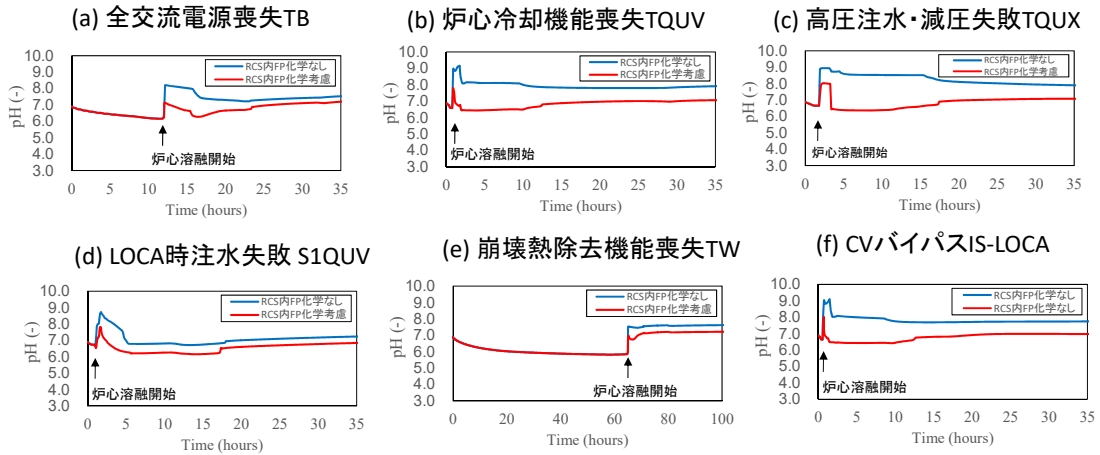 (a) 全交流電源喪失TB
pH (-)
10.0
9.0
8.0
7.0
6.0
5.0
4.0
3.0
RCS内FP化学なし
RCS内FP化学考慮
炉心溶融開始
0 5 10 15 20 25 30 35
Time (hours)
(b) 炉心冷却機能喪失TQUV
pH (-)
10.0
9.0
8.0
7.0
6.0
5.0
4.0
3.0
RCS内FP化学なし
RCS内FP化学考慮
炉心溶融開始
0 5 10 15 20 25 30 35
Time (hours)
(c) 高圧注水・減圧失敗TQUX
pH (-)
10.0
9.0
8.0
7.0
6.0
5.0
4.0
3.0
RCS内FP化学なし
RCS内FP化学考慮
炉心溶融開始
0 5 10 15 20 25 30 35
Time (hours)
(d) LOCA時注水失敗 S1QUV
pH (-)
10.0
9.0
8.0
7.0
6.0
5.0
4.0
3.0
RCS内FP化学なし
RCS内FP化学考慮
炉心溶融開始
0 5 10 15 20 25 30 35
Time (hours)
(e) 崩壊熱除去機能喪失TW
pH (-)
10.0
9.0
8.0
7.0
6.0
5.0
4.0
3.0
RCS内FP化学なし
RCS内FP化学考慮
炉心溶融開始
0 20 40 60 80 100
Time (hours)
(f) CVバイパスIS-LOCA
pH (-)
10.0
9.0
8.0
7.0
6.0
5.0
4.0
3.0
RCS内FP化学なし
RCS内FP化学なし
炉心溶融開始
0 5 10 15 20 25 30 35
Time (hours)